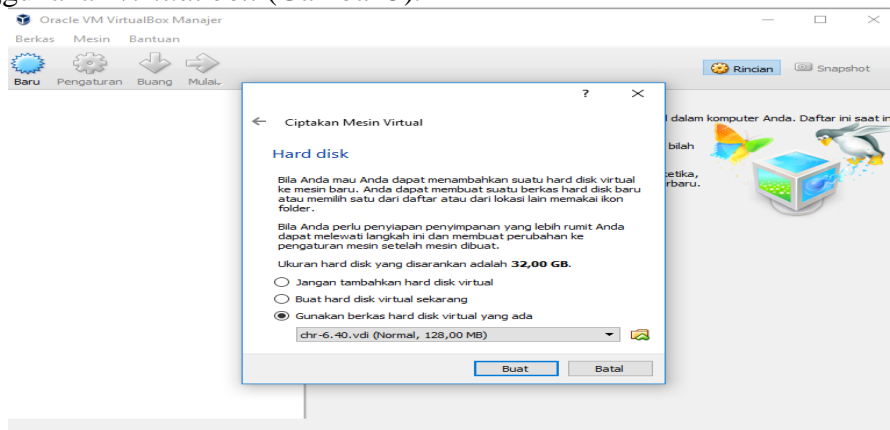 Oracle VM VirtualBox Manajer
Berkas Mesin Bantuan
Baru Pengaturan Buang Mulai
Rincian Snapshot
l dalam komputer Anda. Daftar ini saat in
bilah
etika,
rbaru.
?
Ciptakan Mesin Virtual
Hard disk
Bila Anda mau Anda dapat menambahkan suatu hard disk virtual
ke mesin baru. Anda dapat membuat suatu berkas hard disk baru
atau memilih satu dari daftar atau dari lokasi lain memakai ikon
folder.
Bila Anda perlu penyiapan penyimpanan yang lebih rumit Anda
dapat melewati langkah ini dan membuat perubahan ke
pengaturan mesin setelah mesin dibuat.
Ukuran hard disk yang disarankan adalah 32,00 GB.
Jangan tambahkan hard disk virtual
Buat hard disk virtual sekarang
Gunakan berkas hard disk virtual yang ada
chr-6.40.vdi (Normal, 128,00 MB)
Buat Batal